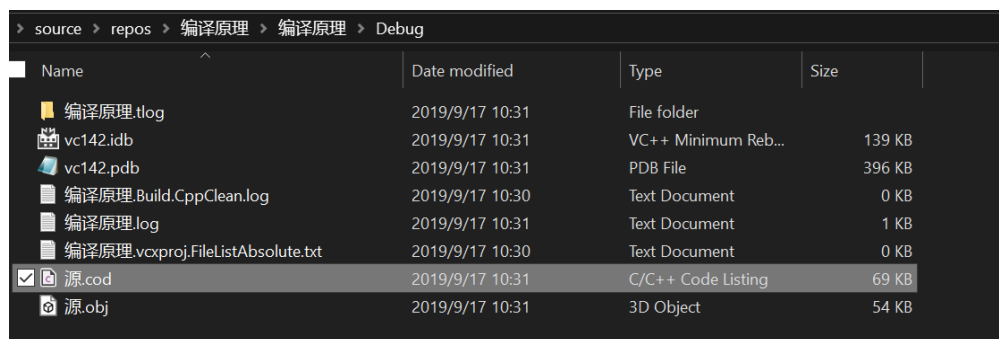 source > repos > 编译原理 > 编译原理 > Debug
Name Date modified Type Size
编译原理.tlog 2019/9/17 10:31 File folder
vc142.idb 2019/9/17 10:31 VC++ Minimum Reb... 139 KB
vc142.pdb 2019/9/17 10:31 PDB File 396 KB
编译原理.Build.CppClean.log 2019/9/17 10:30 Text Document 0 KB
编译原理.log 2019/9/17 10:31 Text Document 1 KB
编译原理.vcxproj.FileListAbsolute.txt 2019/9/17 10:30 Text Document 0 KB
源.cod 2019/9/17 10:31 C/C++ Code Listing 69 KB
源.obj 2019/9/17 10:31 3D Object 54 KB